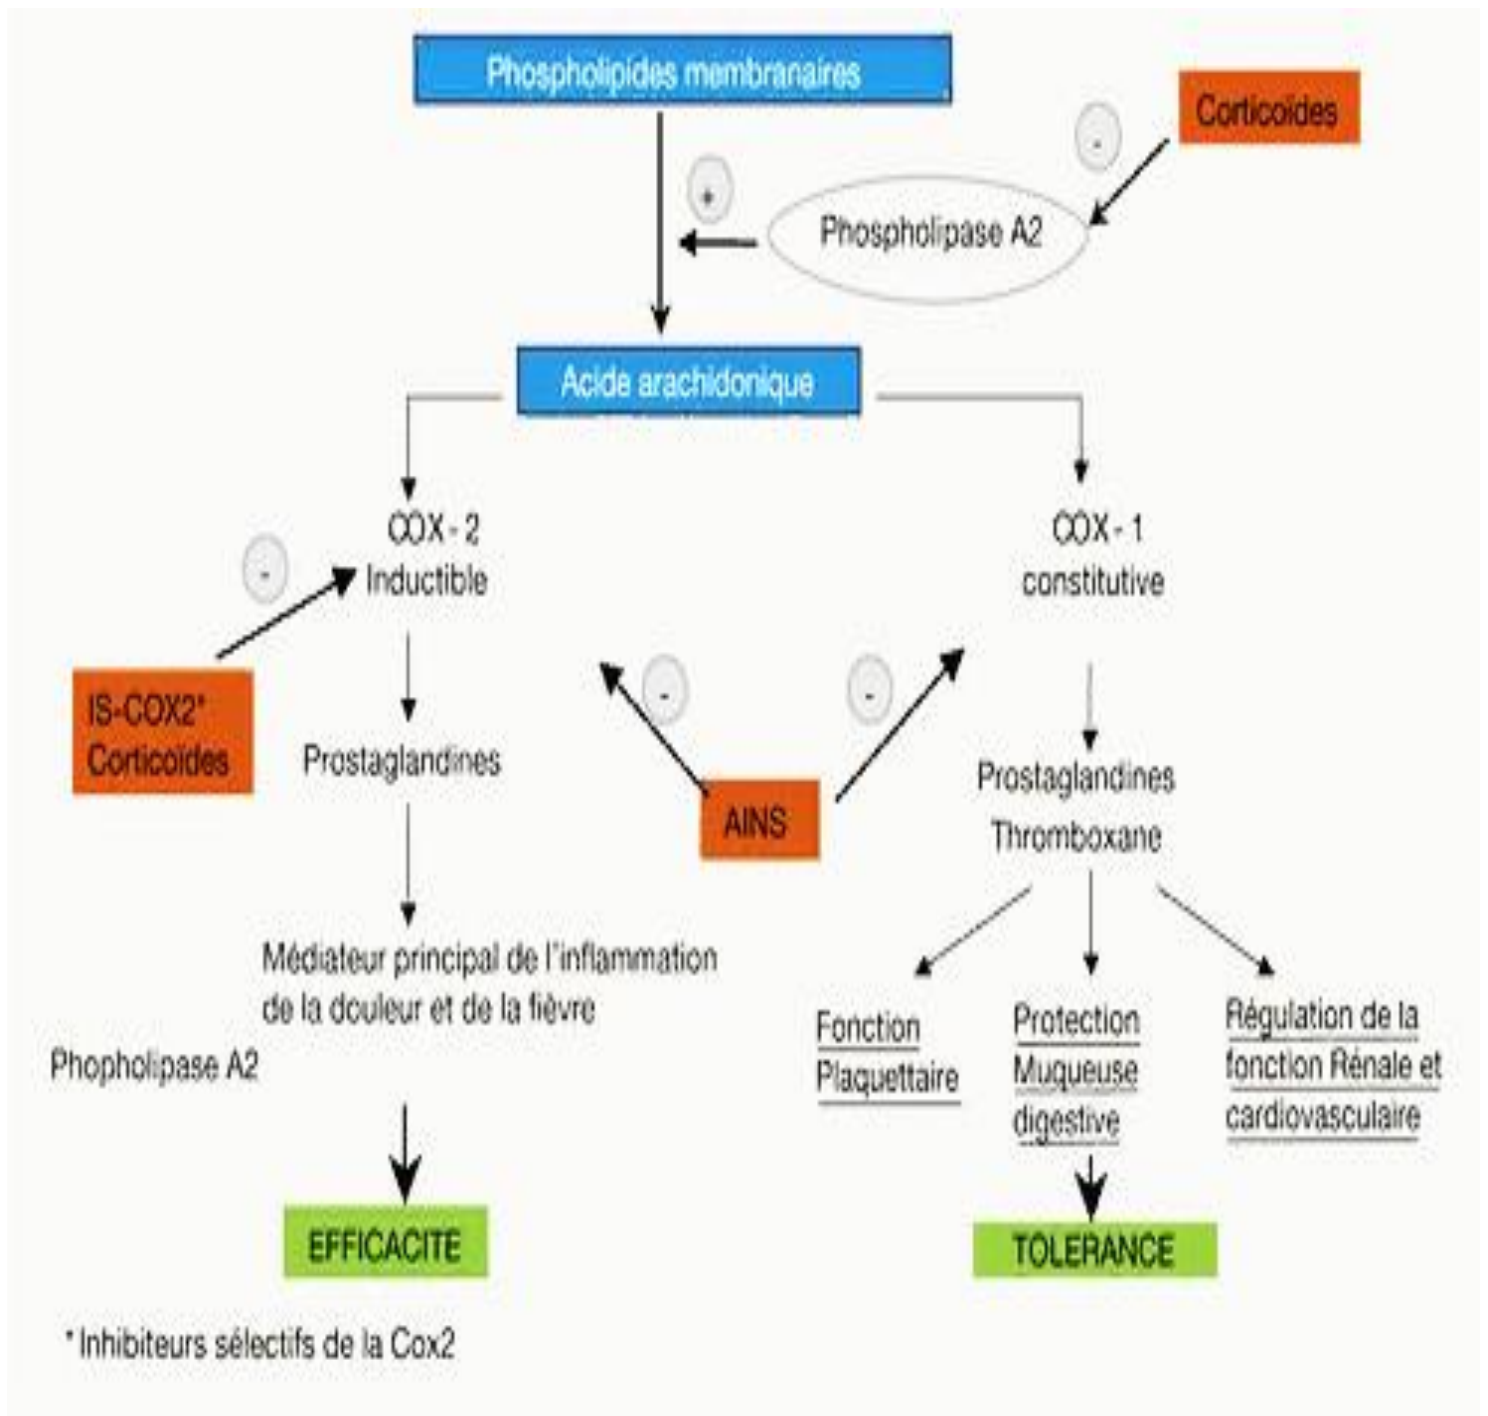 Phospholipides membranaires
Corticoïdes
-
+
Phospholipase A2
Acide arachidonique
COX - 2
Inductible
COX - 1
constitutive
-
IS-COX2*
Corticoïdes
-
-
Prostaglandines
AINS
Prostaglandines
Thromboxane
Médiateur principal de l'inflammation
de la douleur et de la fièvre
Phopholipase A2
Fonction
Plaquettaire
Protection
Muqueuse
digestive
Régulation de la
fonction Rénale et
cardiovasculaire
EFFICACITE
TOLERANCE
* Inhibiteurs sélectifs de la Cox2